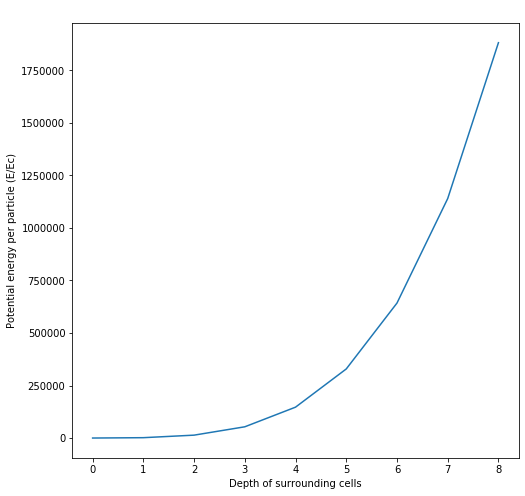 Potential energy per particle (E/Ec)
1750000
1500000
1250000
1000000
750000
500000
250000
0
0 1 2 3 4 5 6 7 8
Depth of surrounding cells